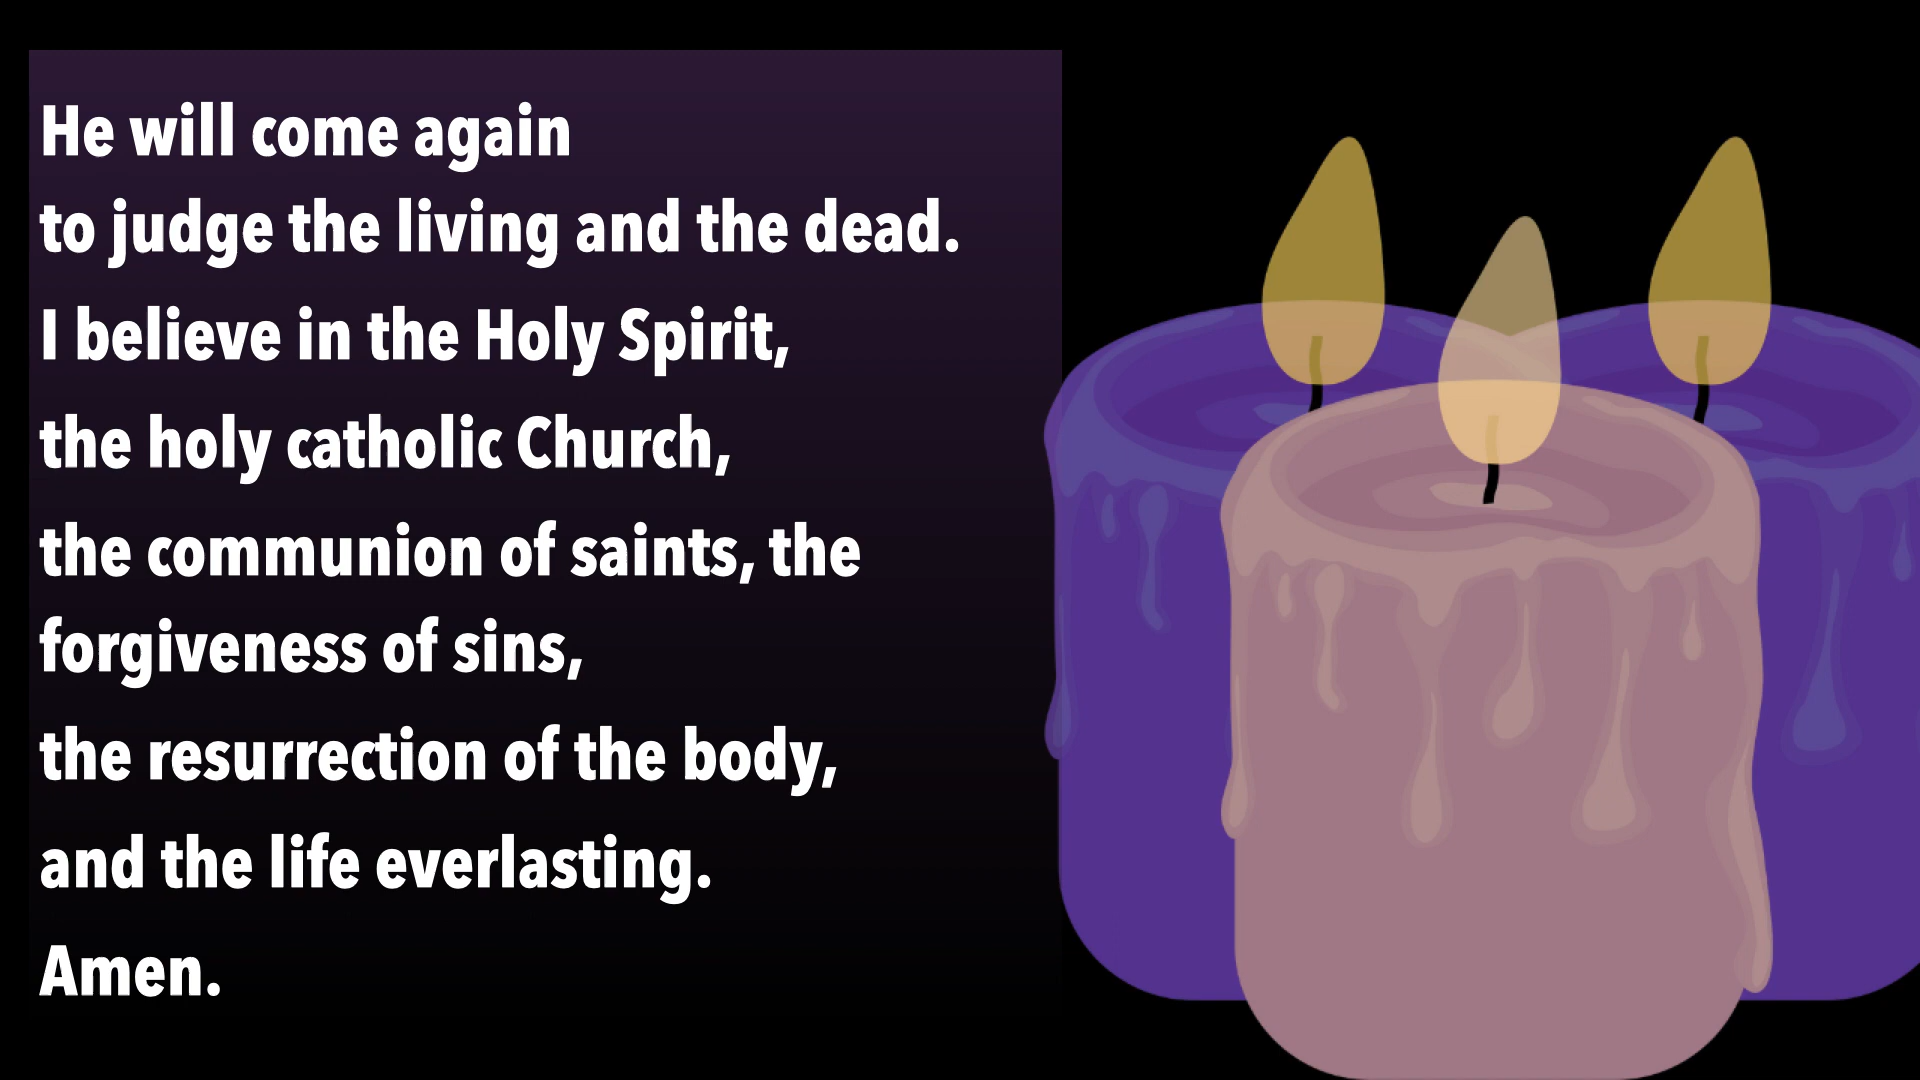 He will come again
to judge the living and the dead.
I believe in the Holy Spirit,
the holy catholic Church,
the communion of saints, the
forgiveness of sins,
the resurrection of the body,
and the life everlasting.
Amen.